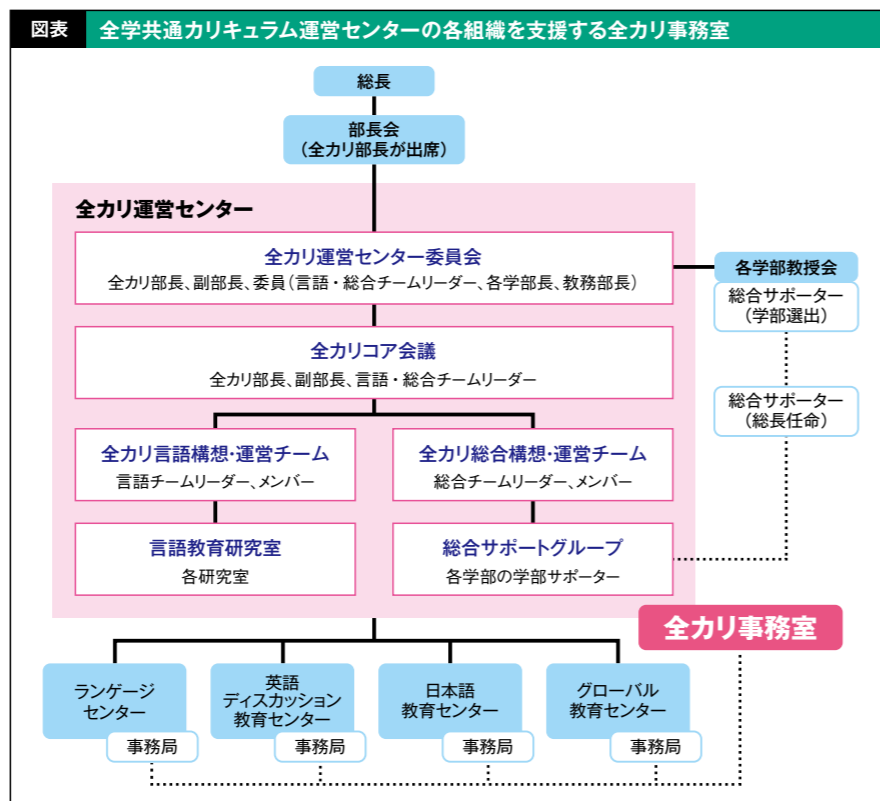 図表 全学共通カリキュラム運営センターの各組織を支援する全カリ事務室
総長
部長会
(全カリ部長が出席)
全カリ運営センター
全カリ運営センター委員会
全カリ部長、副部長、委員(言語・総合チームリーダー、各学部長、教務部長)
各学部教授会
総合サポーター
(学部選出)
全カリコア会議
全カリ部長、副部長、言語・総合チームリーダー
総合サポーター
(総長任命)
全カリ言語構想・運営チーム
言語チームリーダー、メンバー
全カリ総合構想・運営チーム
総合チームリーダー、メンバー
言語教育研究室
各研究室
総合サポートグループ
各学部の学部サポーター
全カリ事務室
ランゲージ
センター
事務局
英語
ディスカッション
教育センター
事務局
日本語
教育センター
事務局
グローバル
教育センター
事務局